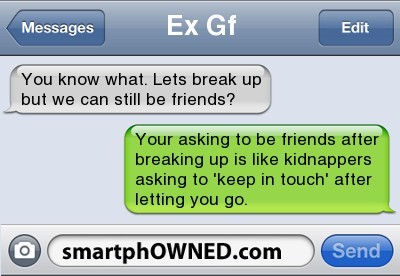 Messages
Ex Gf
Edit
You know what. Lets break up
but we can still be friends?
Your asking to be friends after
breaking up is like kidnappers
asking to 'keep in touch' after
letting you go.
smartphOWNED.com
Send